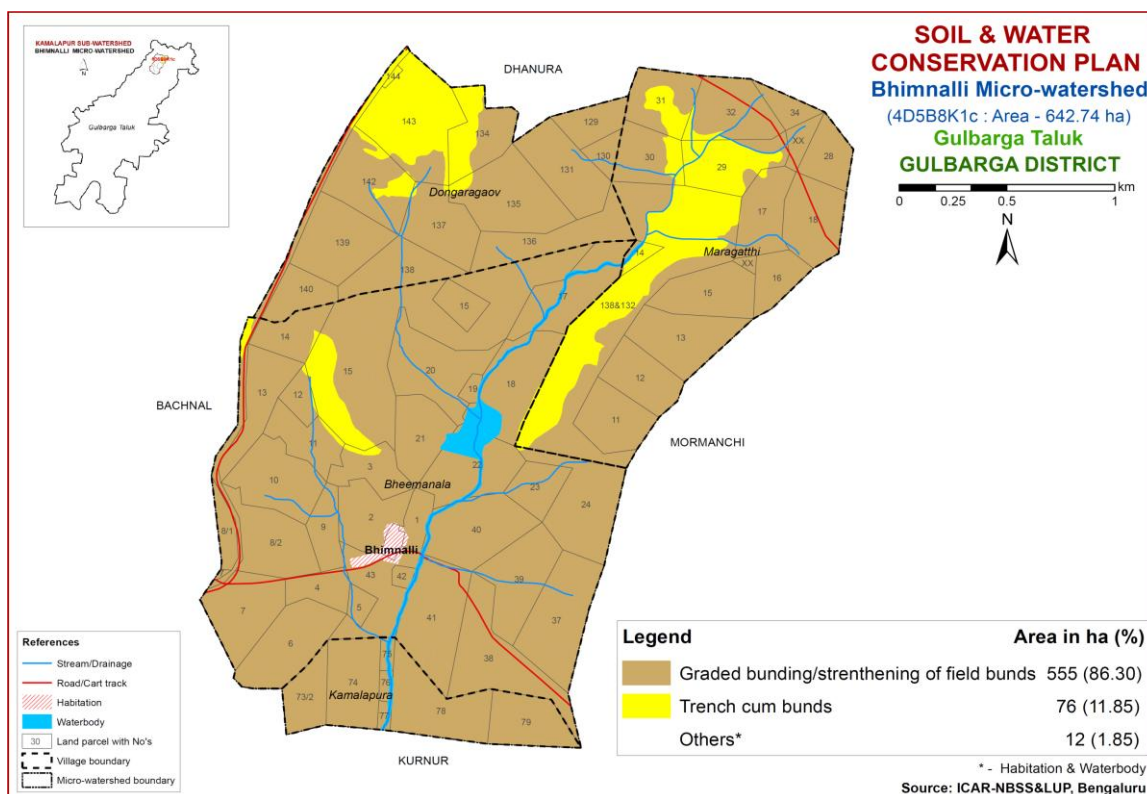 KAMALAPUR SUB-WATERSHED
BHIMNALLI MICRO-WATERSHED
4D5B8K1c
N
Gulbarga Taluk
SOIL & WATER
CONSERVATION PLAN
Bhimnalli Micro-watershed
(4D5B8K1c : Area - 642.74 ha)
Gulbarga Taluk
GULBARGA DISTRICT
km
0 0.25 0.5 1
N
DHANURA
144
143
134
129
130
131
142
Dongaragaov
135
137
136
139
138
140
31
32
34
XX
30
29
28
17
18
14
Maragatthi
XX
16
138&132
15
13
12
11
15
17
14
15
20
19
18
13
12
BACHNAL
MORMANCHI
11
21
22
3
Bheemanala
10
23
24
2
1
40
9
8/1
8/2
Bhimnalli
43
42
39
4
5
41
37
7
6
38
75
74
76
Kamalapura
73/2
77
78
79
KURNUR
References
Stream/Drainage
Road/Cart track
Habitation
Waterbody
30 Land parcel with No's
Village boundary
Micro-watershed boundary
Legend Area in ha (%)
Graded bunding/strenthening of field bunds 555 (86.30)
Trench cum bunds 76 (11.85)
Others* 12 (1.85)
* - Habitation & Waterbody
Source: ICAR-NBSS&LUP, Bengaluru